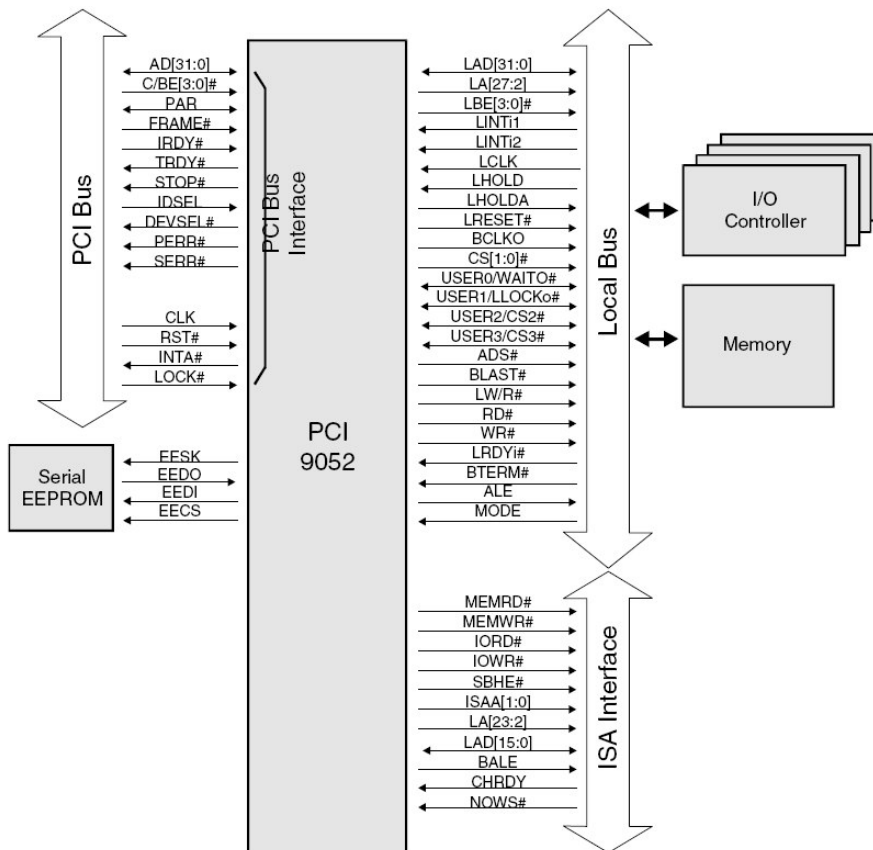 PCI Bus
AD[31:0]
C/BE[3:0]#
PAR
FRAME#
IRDY#
TRDY#
STOP#
IDSEL
DEVSEL#
PERR#
SERR#
CLK
RST#
INTA#
LOCK#
PCI Bus
Interface
Serial
EEPROM
EESK
EEDO
EEDI
EECS
PCI
9052
LAD[31:0]
LA[27:2]
LBE[3:0]#
LINTi1
LINTi2
LCLK
LHOLD
LHOLDA
LRESET#
BCLKO
CS[1:0]#
USER0/WAITO#
USER1/LLOCKo#
USER2/CS2#
USER3/CS3#
ADS#
BLAST#
LW/R#
RD#
WR#
LRDYi#
BTERM#
ALE
MODE
Local Bus
I/O
Controller
Memory
MEMRD#
MEMWR#
IORD#
IOWR#
SBHE#
ISAA[1:0]
LA[23:2]
LAD[15:0]
BALE
CHRDY
NOWS#
ISA Interface